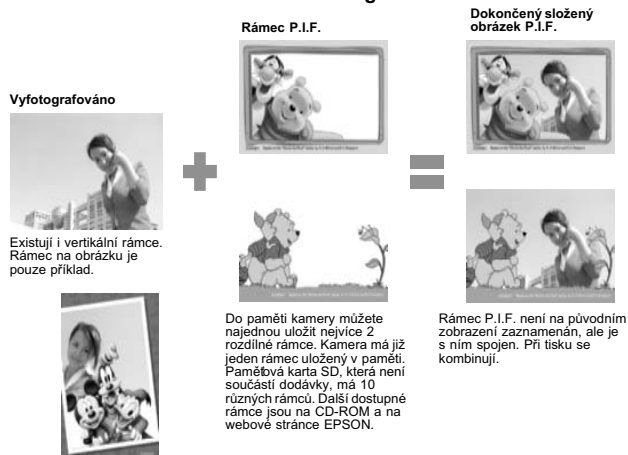 Rámec P.I.F.
Dokončený složený
obrázek P.I.F.
Vyfotografováno
Existují i vertikální rámce.
Rámec na obrázku je
pouze příklad.
Do paměti kamery můžete
najednou uložit nejvíce 2
rozdílné rámce. Kamera má již
jeden rámec uložený v paměti.
Paměťová karta SD, která není
součástí dodávky, má 10
různých rámců. Další dostupné
rámce jsou na CD-ROM a na
webové stránce EPSON.
Rámec P.I.F. není na původním
zobrazení zaznamenán, ale je
s ním spojen. Při tisku se
kombinují.